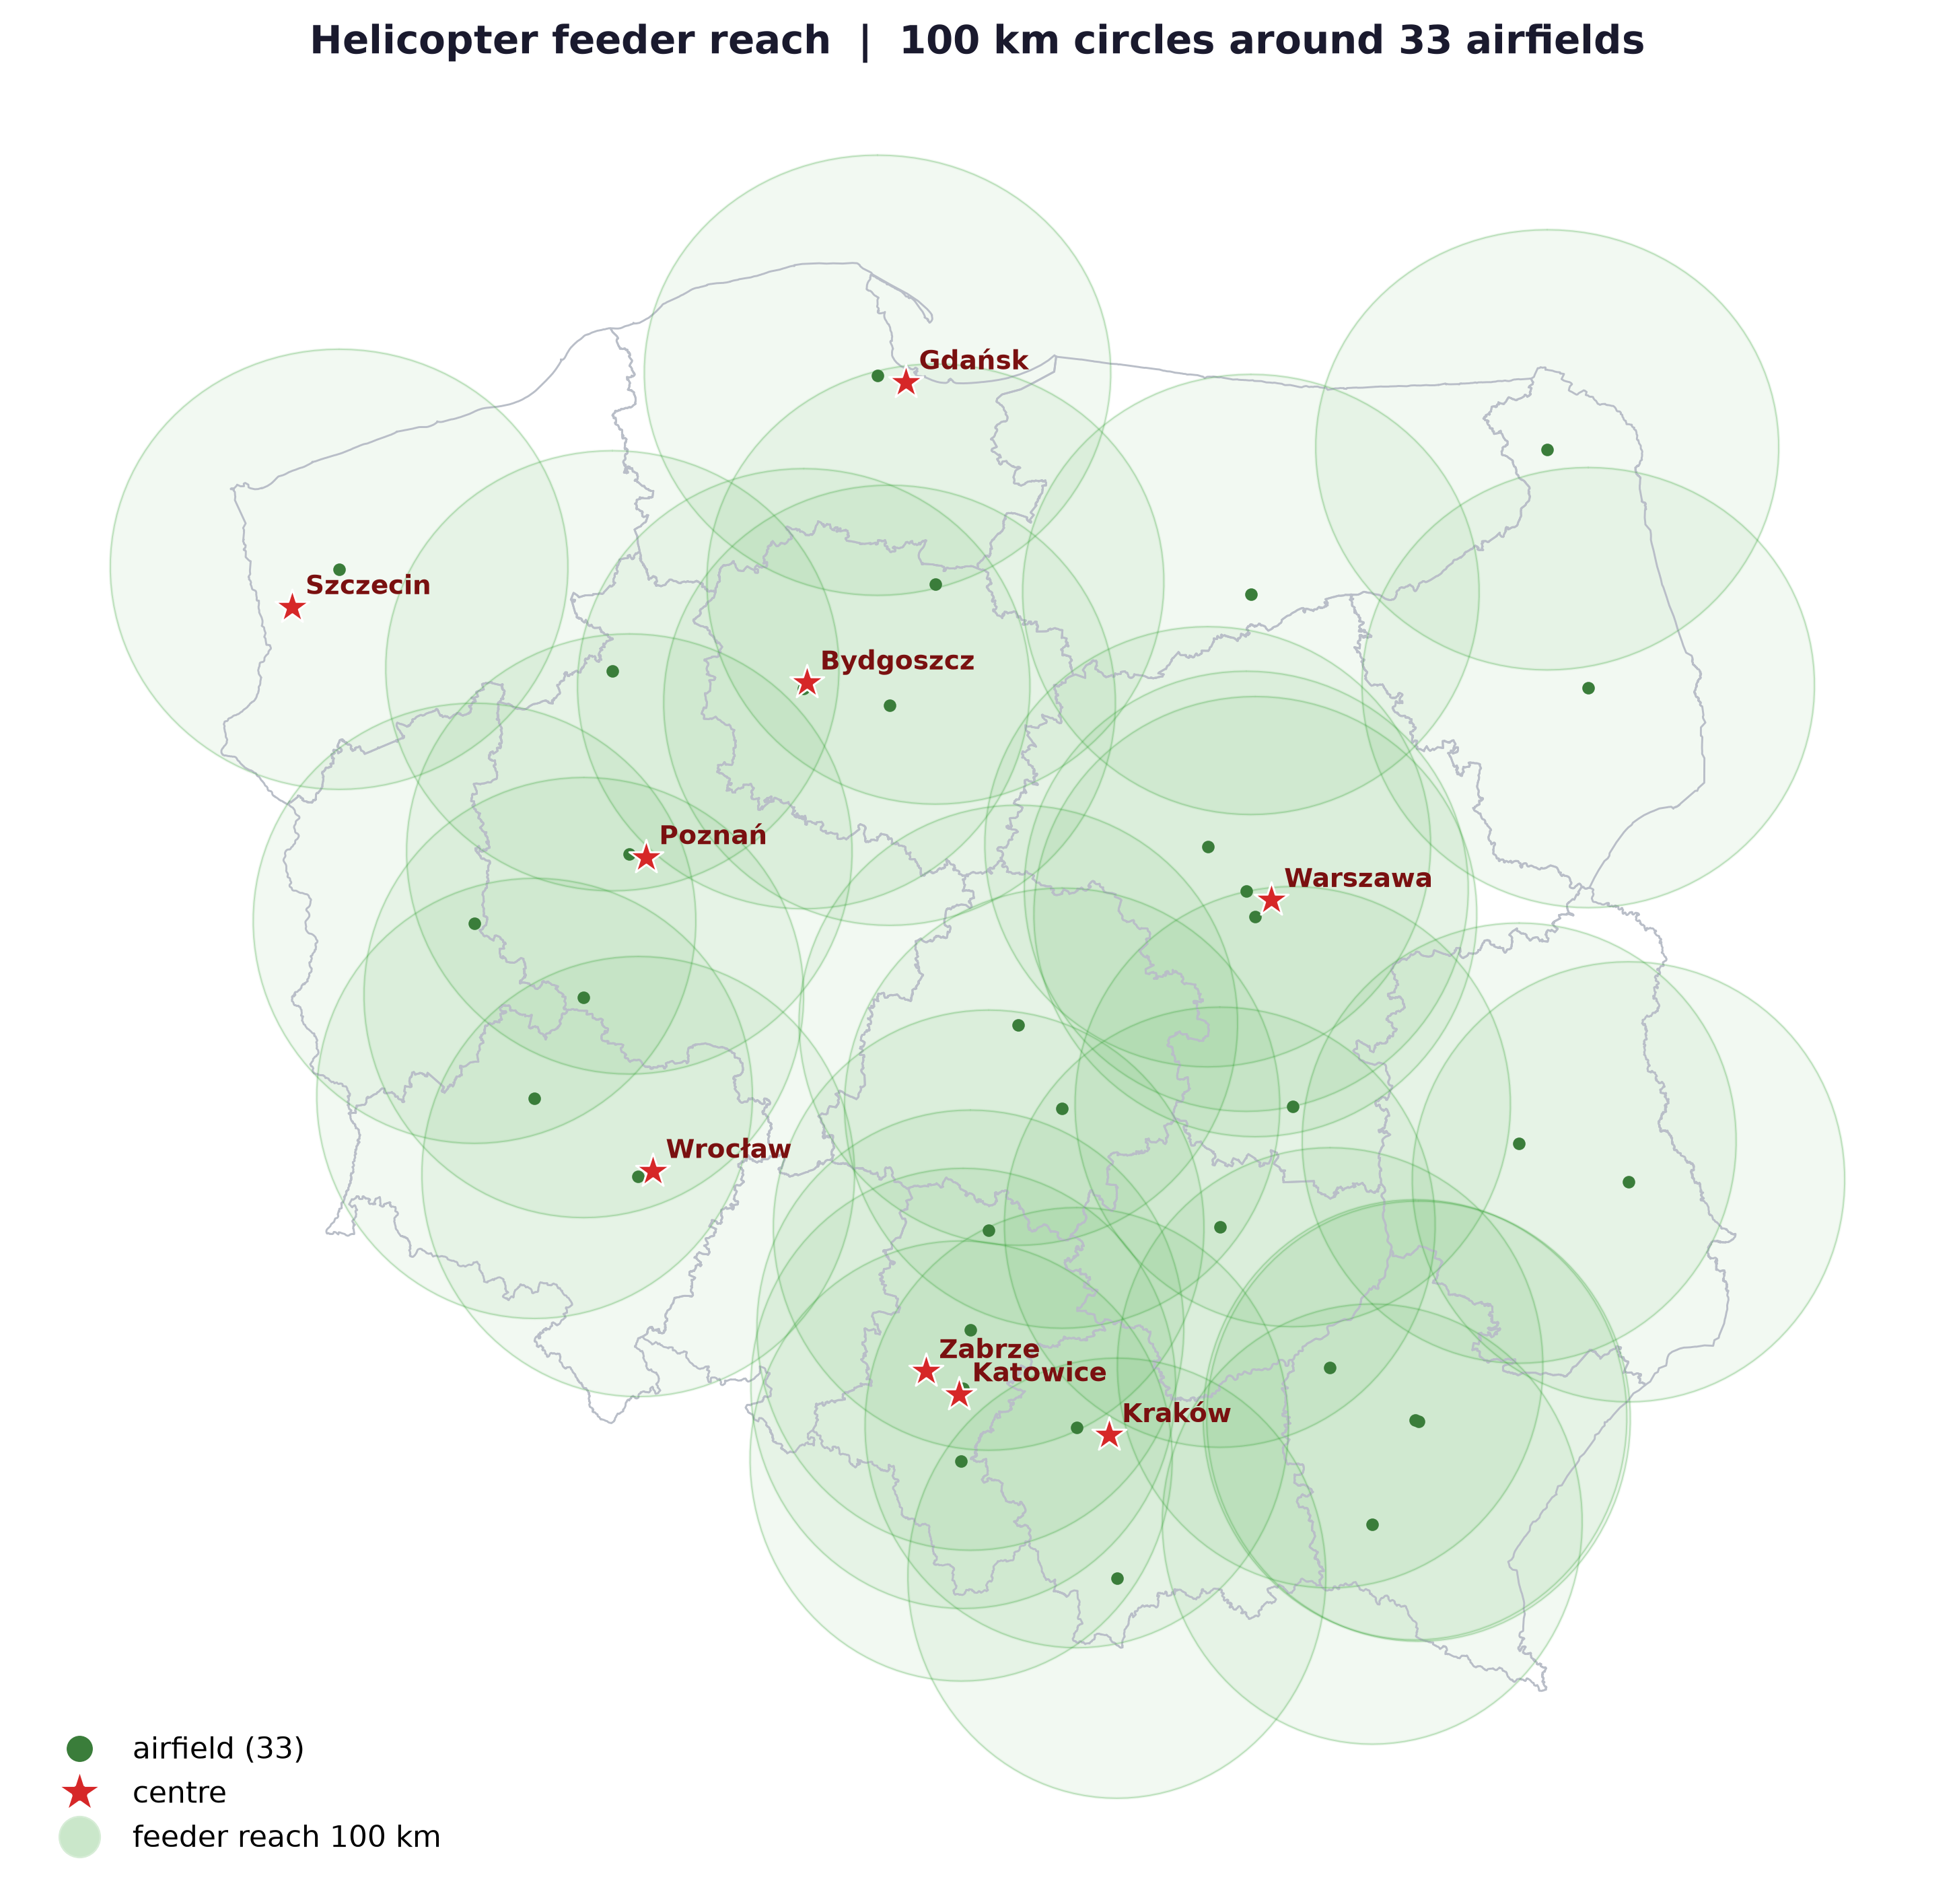 Helicopter feeder reach | 100 km circles around 33 airfields
Gdańsk
Szczecin
Bydgoszcz
Poznań
Warszawa
Wrocław
Zabrze
Katowice
Kraków
airfield (33)
centre
feeder reach 100 km